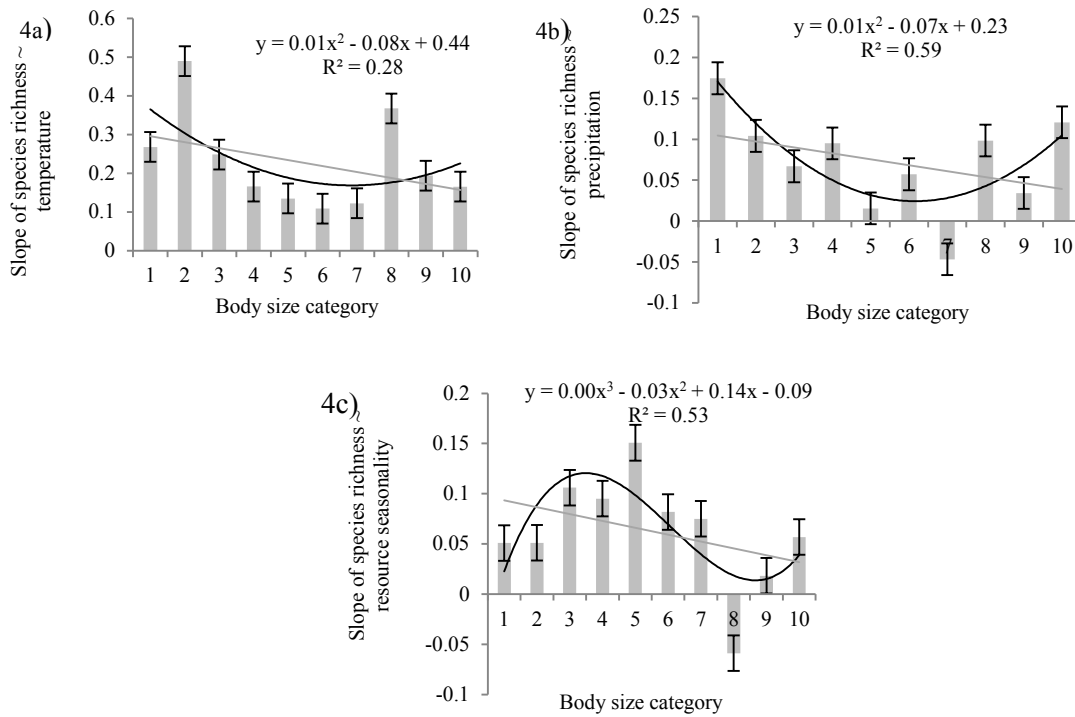 4a)
Slope of species richness ~
temperature
y = 0.01x² - 0.08x + 0.44
R² = 0.28
0.6
0.5
0.4
0.3
0.2
0.1
0
1 2 3 4 5 6 7 8 9 10
Body size category
4b)
Slope of species richness ~
precipitation
y = 0.01x² - 0.07x + 0.23
R² = 0.59
0.25
0.2
0.15
0.1
0.05
0
-0.05
-0.1
1 2 3 4 5 6 7 8 9 10
Body size category
4c)
Slope of species richness ~
resource seasonality
y = 0.00x³ - 0.03x² + 0.14x - 0.09
R² = 0.53
0.2
0.15
0.1
0.05
0
-0.05
-0.1
1 2 3 4 5 6 7 8 9 10
Body size category